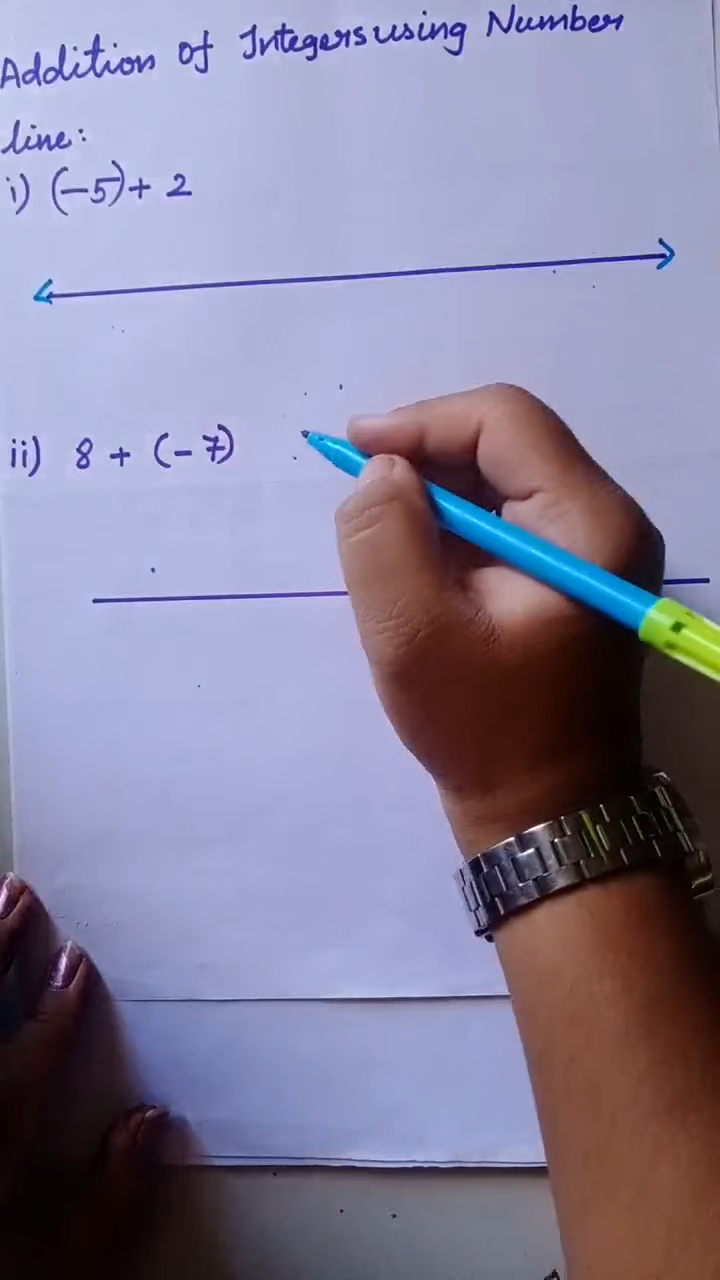 Addition of Integers using Number
line:
i) (-5) + 2
ii) 8 + (-7)